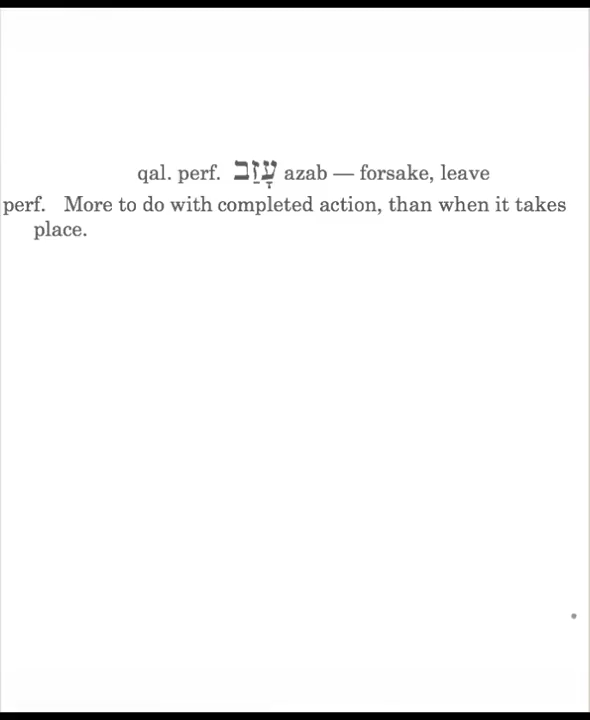 qal. perf. עָזַב azab — forsake, leave
perf. More to do with completed action, than when it takes
place.